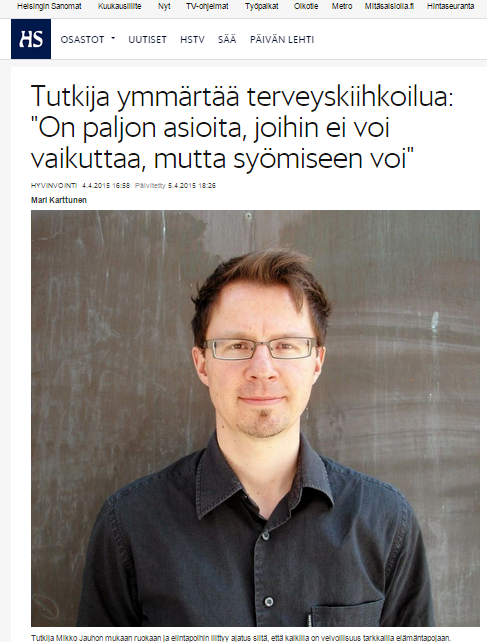 Helsingin Sanomat Kuukausiliite Nyt TV-ohjelmat Työpaikat Oikotie Metro Mitäsaisiolla.fi Hintaseuranta
HS OSASTOT UUTISET HSTV SÄÄ PÄIVÄN LEHTI
Tutkija ymmärtää terveyskiihkoilua:
"On paljon asioita, joihin ei voi
vaikuttaa, mutta syömiseen voi"
HYVINVOINTI 4.4.2015 16:58 Päivitetty 5.4.2015 18:26
Mari Karttunen
Tutkija Mikko Jauhon mukaan ruokaan ja elintapoihin liittyy ajatus siitä, että kaikilla on velvollisuus tarkkailla elämäntapojaan.